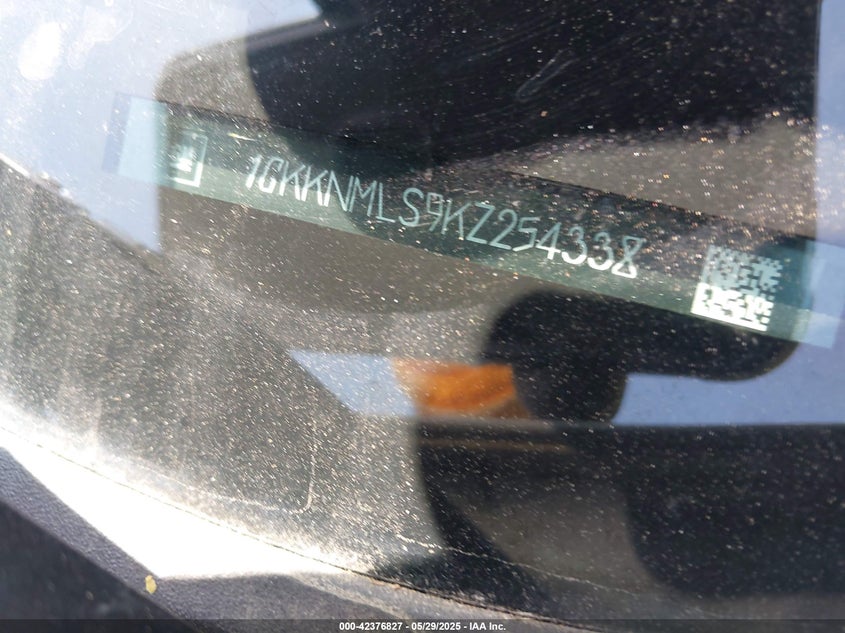 1GKKNMLS9KZ254338
000-42376827 - 05/29/2025 - IAA Inc.